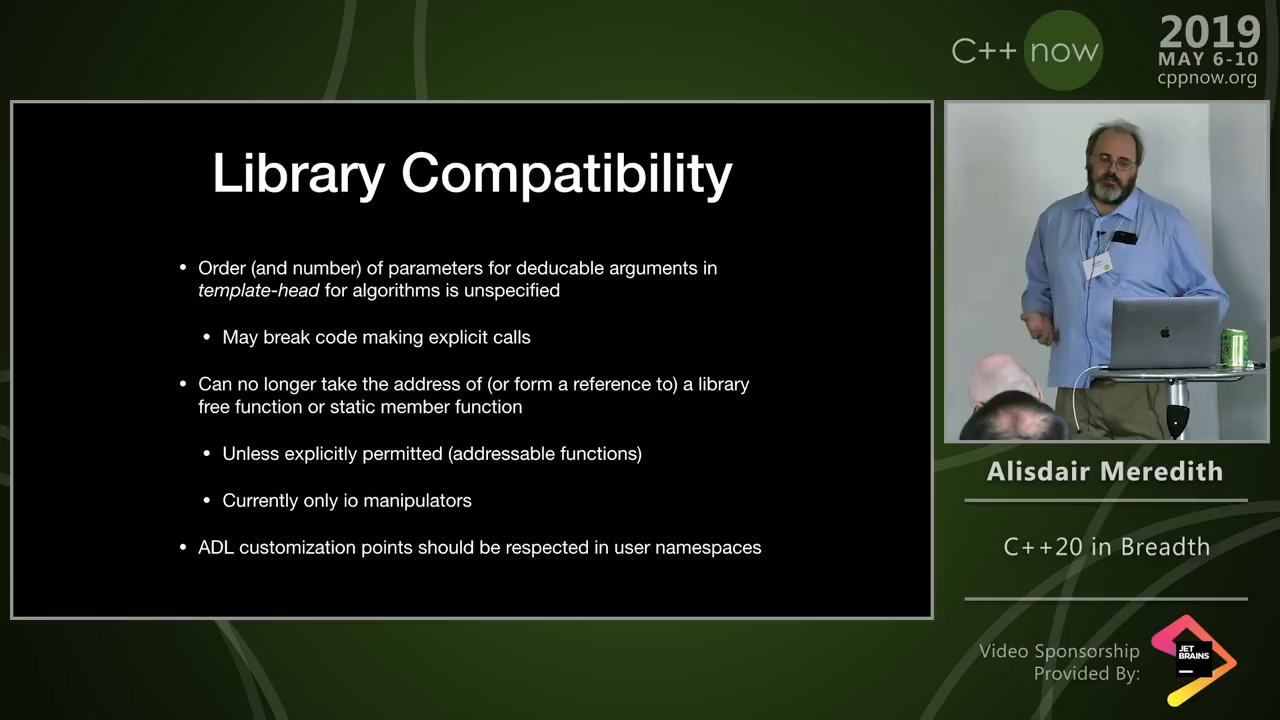 C++ now
2019
MAY 6-10
cppnow.org
Library Compatibility
• Order (and number) of parameters for deducable arguments in
template-head for algorithms is unspecified
• May break code making explicit calls
• Can no longer take the address of (or form a reference to) a library
free function or static member function
• Unless explicitly permitted (addressable functions)
• Currently only io manipulators
• ADL customization points should be respected in user namespaces
Alisdair Meredith
C++20 in Breadth
Video Sponsorship
Provided By:
JET
BRAINS